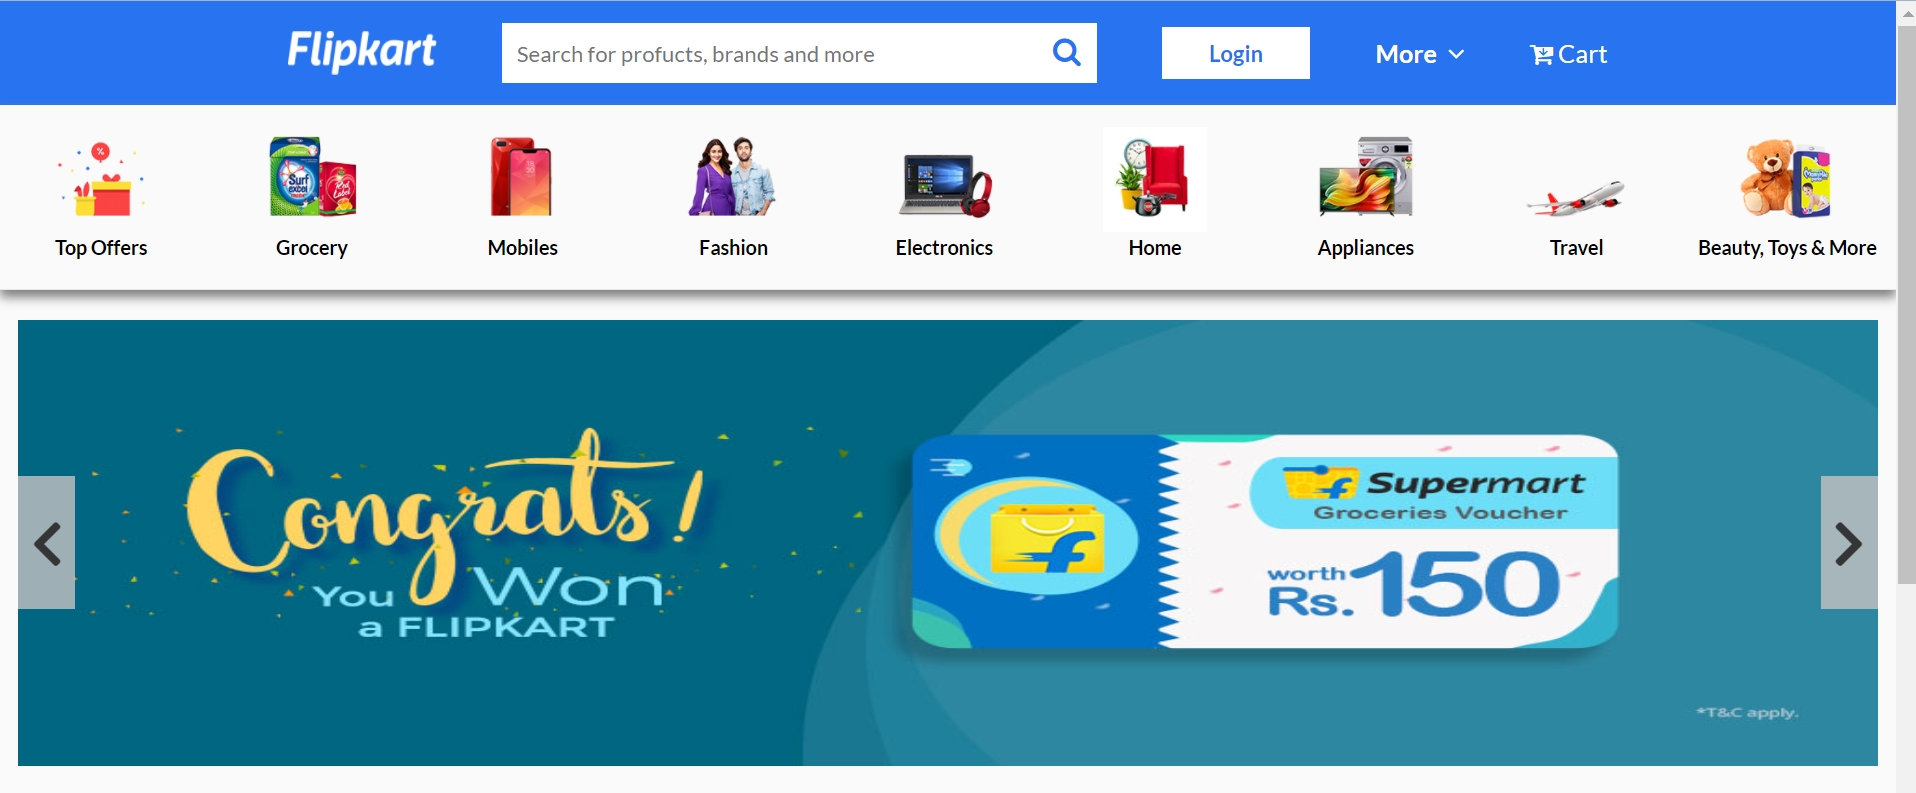 Flipkart
Search for profucts, brands and more
Login
More
Cart
%
Surf excel
Red Label
Top Offers
Grocery
Mobiles
Fashion
Electronics
Home
Appliances
Travel
Beauty, Toys & More
Congrats!
You Won
a FLIPKART
f Supermart
Groceries Voucher
f
worth
Rs. 150
*T&C apply.